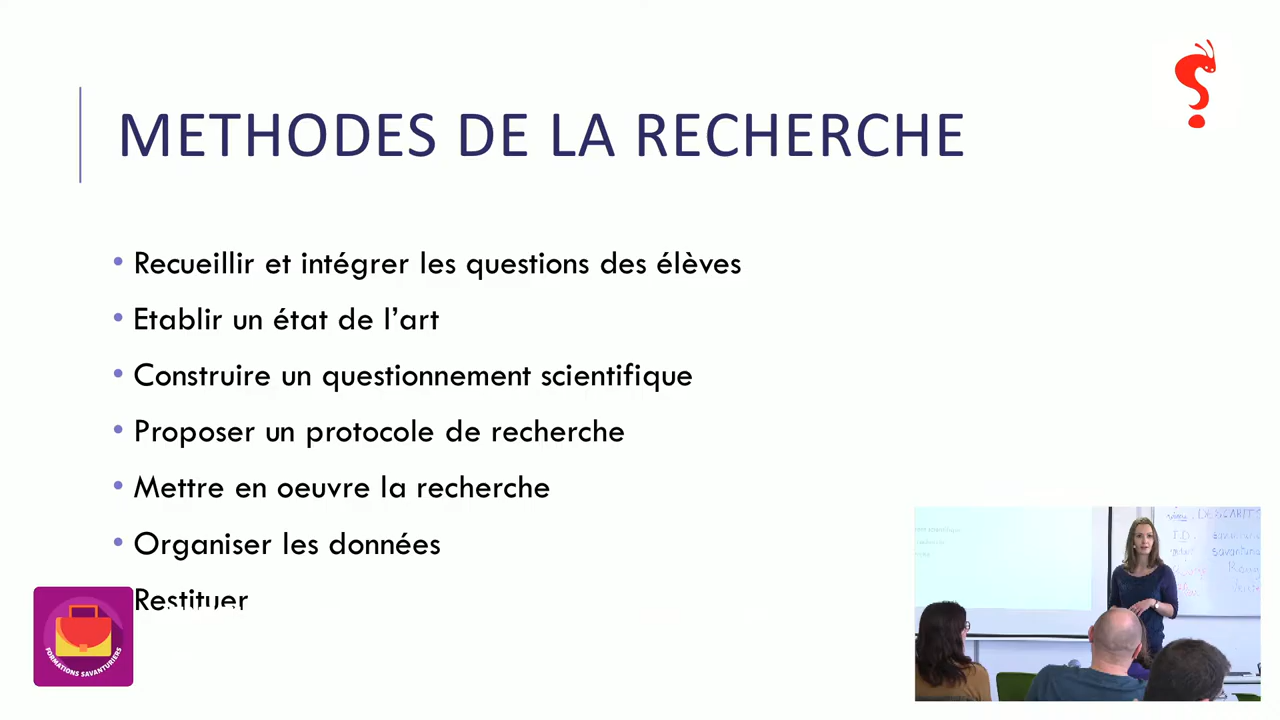 METHODES DE LA RECHERCHE
• Recueillir et intégrer les questions des élèves
• Etablir un état de l’art
• Construire un questionnement scientifique
• Proposer un protocole de recherche
• Mettre en oeuvre la recherche
• Organiser les données
Restituer
FORMATIONS SAVANTURIERS